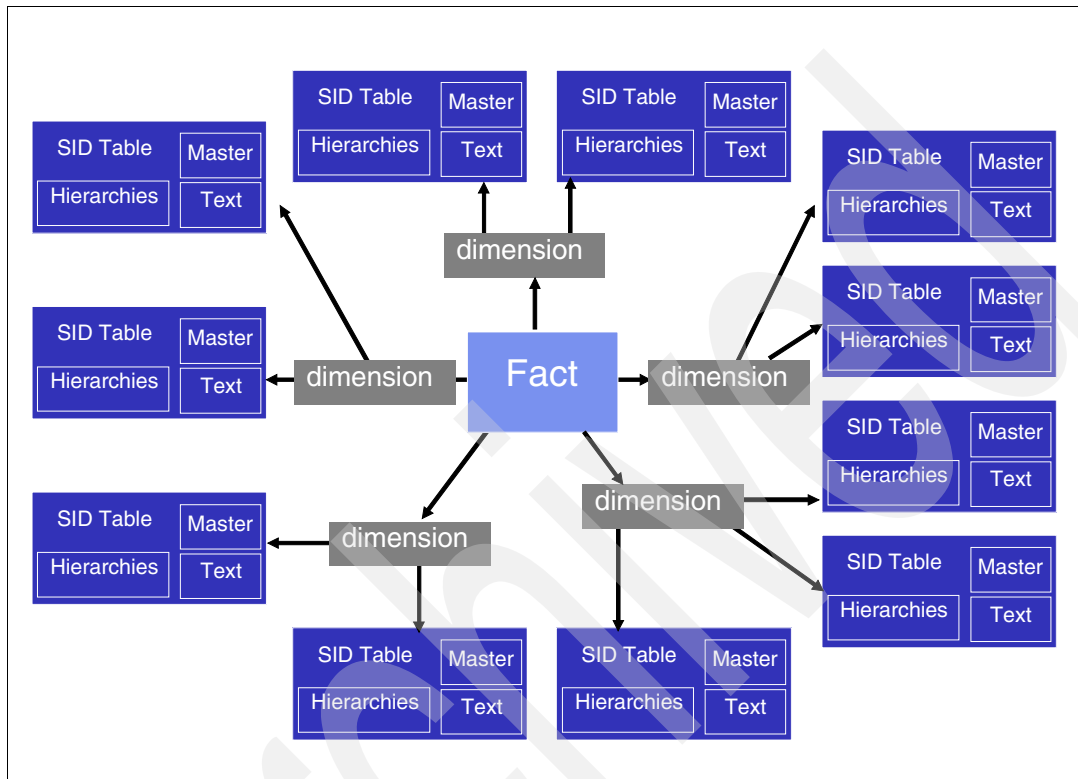 SID Table
Master
Hierarchies
Text
SID Table
Master
Hierarchies
Text
SID Table
Master
Hierarchies
Text
SID Table
Master
Hierarchies
Text
dimension
SID Table
Master
Hierarchies
Text
SID Table
Master
Hierarchies
Text
dimension
Fact
dimension
SID Table
Master
Hierarchies
Text
SID Table
Master
Hierarchies
Text
dimension
dimension
SID Table
Master
Hierarchies
Text
SID Table
Master
Hierarchies
Text
SID Table
Master
Hierarchies
Text
SID Table
Master
Hierarchies
Text